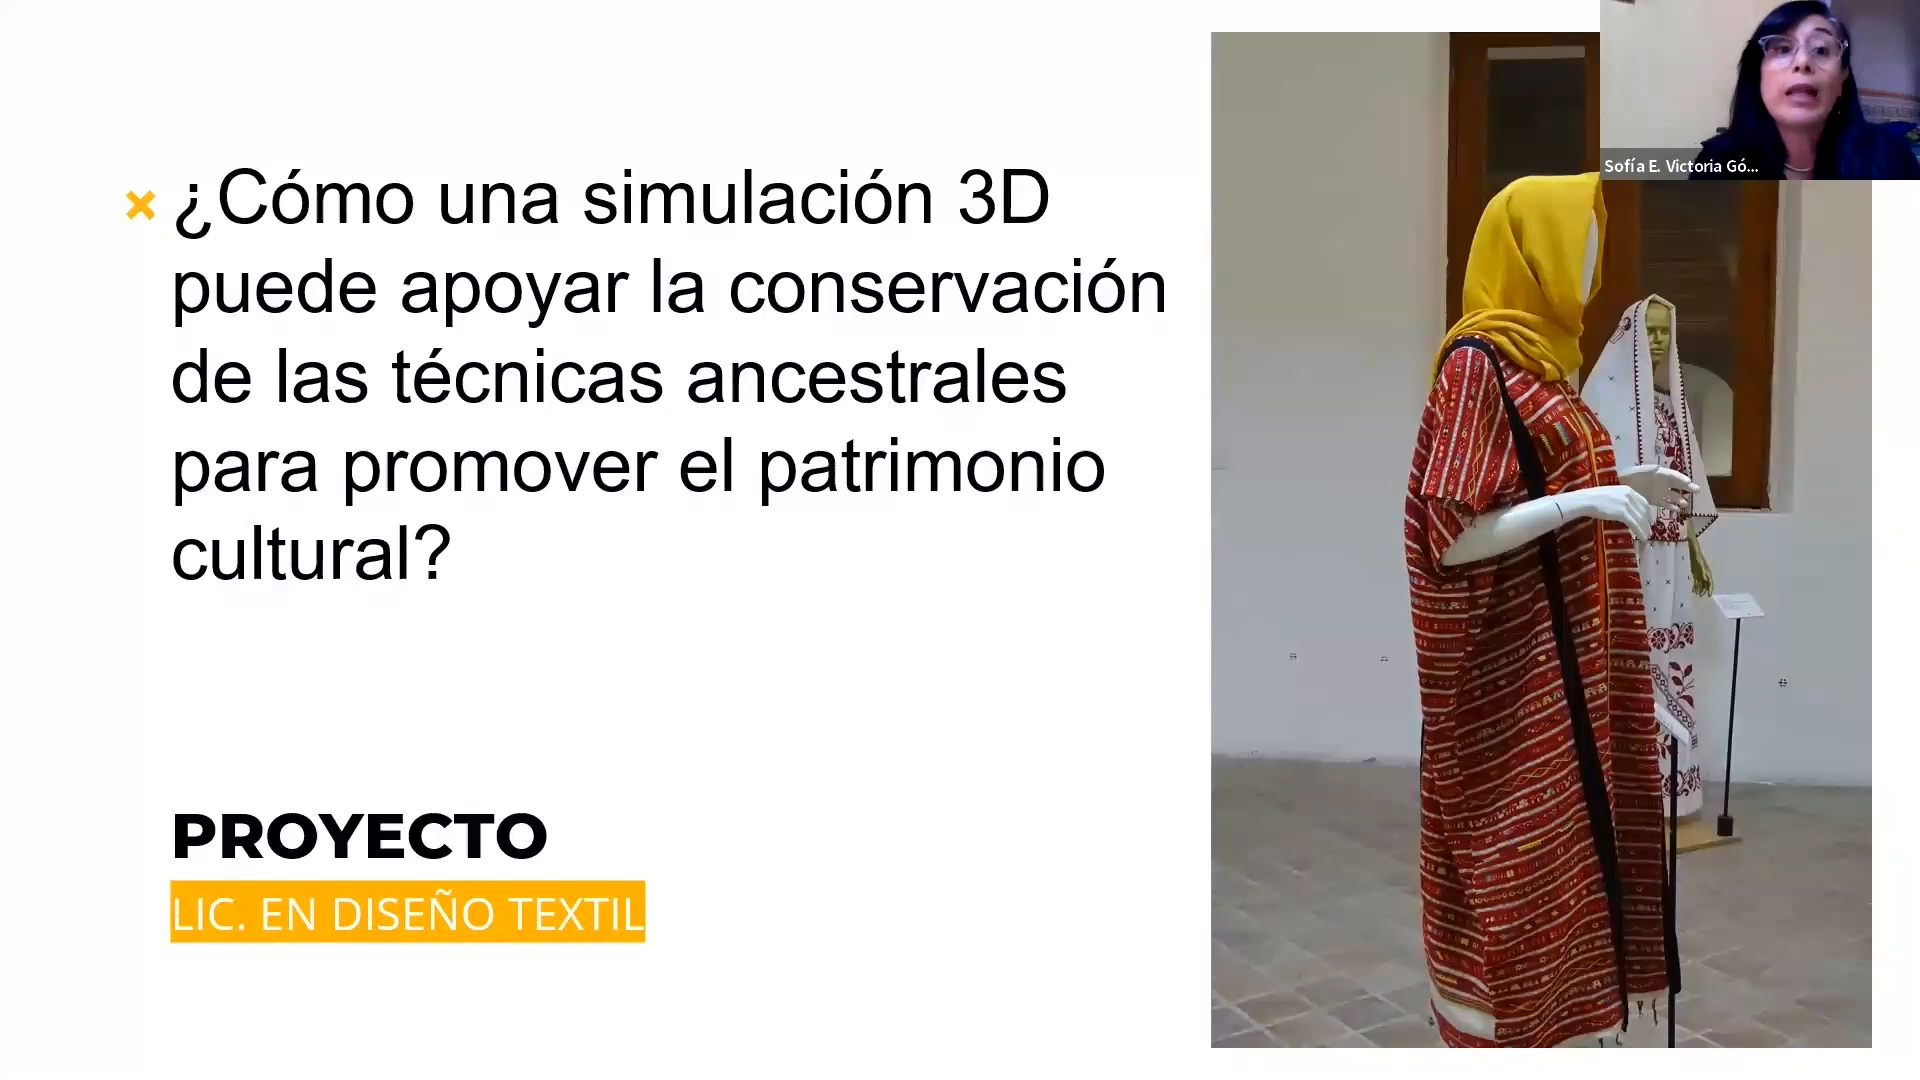 ¿Cómo una simulación 3D
puede apoyar la conservación
de las técnicas ancestrales
para promover el patrimonio
cultural?
PROYECTO
LIC. EN DISEÑO TEXTIL
Sofía E. Victoria Gó...